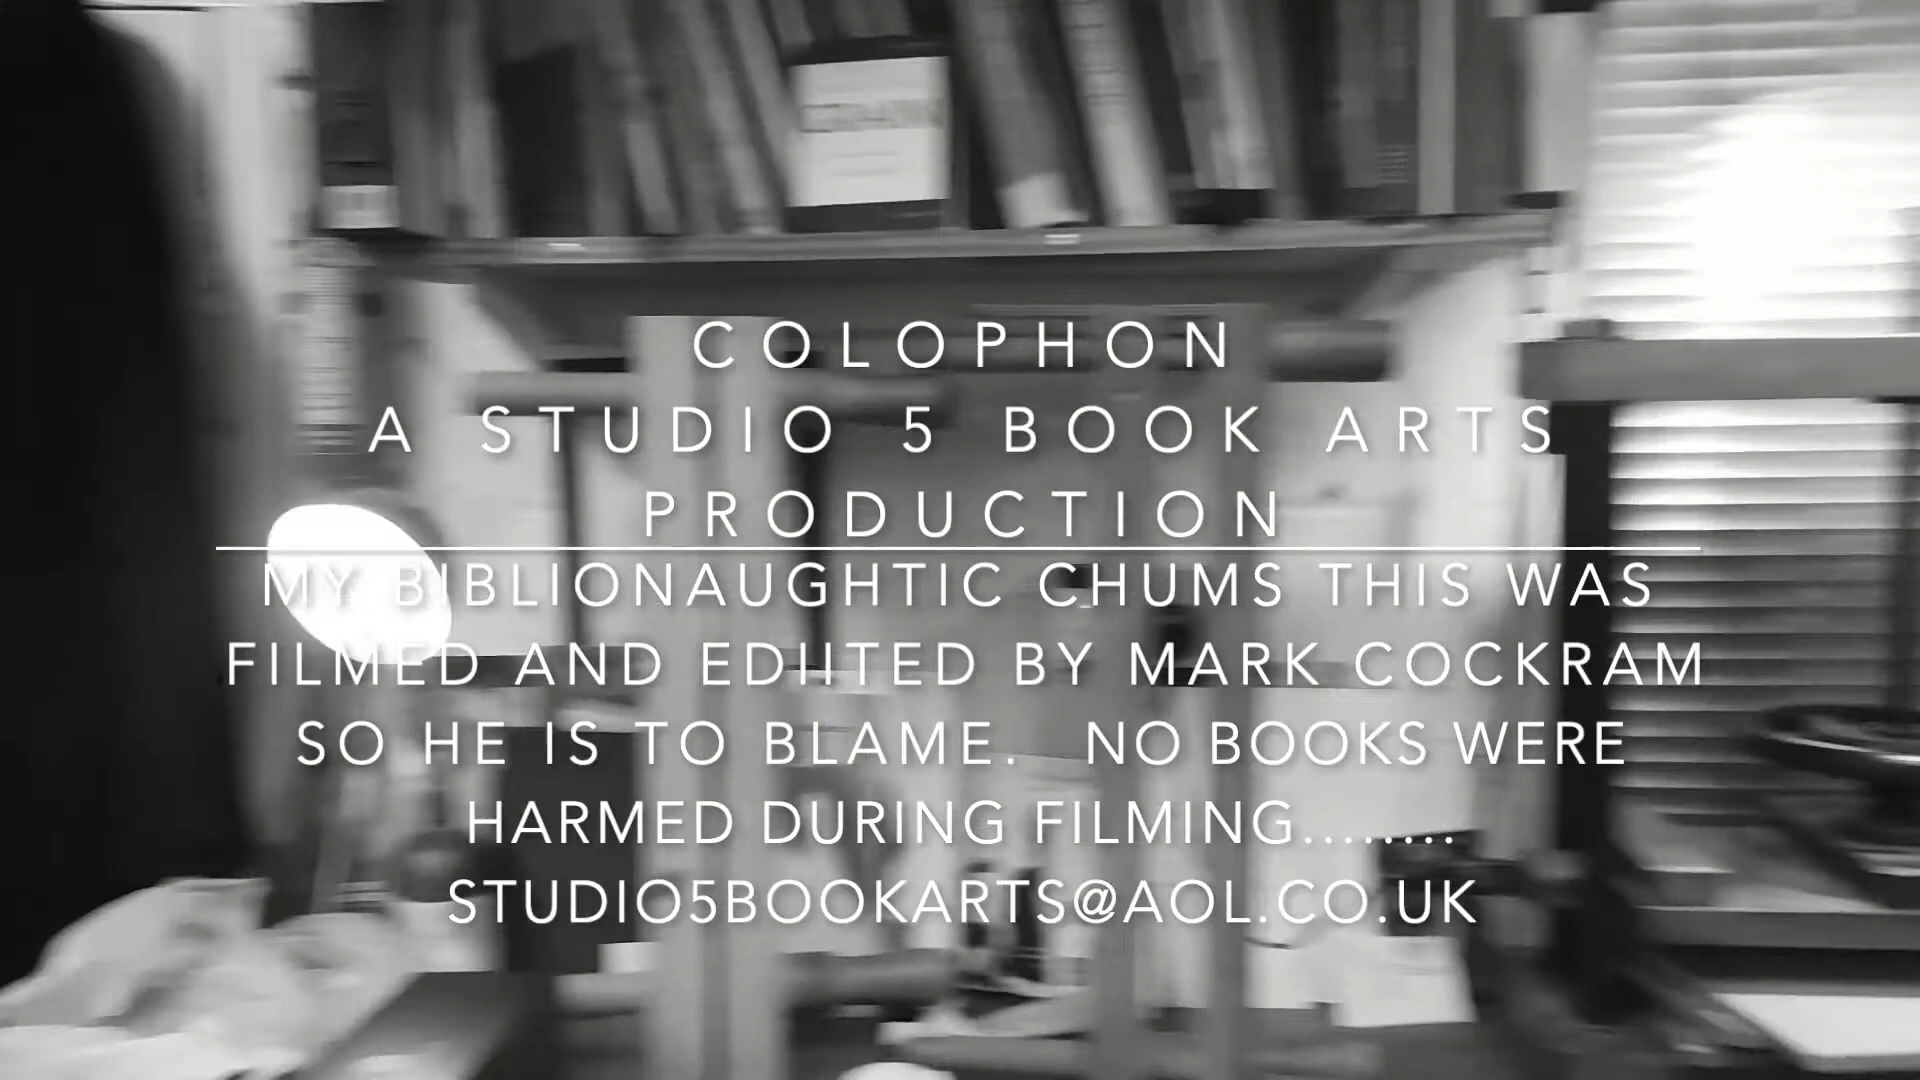 COLOPHON
A STUDIO 5 BOOK ARTS
PRODUCTION
MY BIBLIONAUGHTIC CHUMS THIS WAS
FILMED AND EDIITED BY MARK COCKRAM
SO HE IS TO BLAME. NO BOOKS WERE
HARMED DURING FILMING........
STUDIO5BOOKARTS@AOL.CO.UK